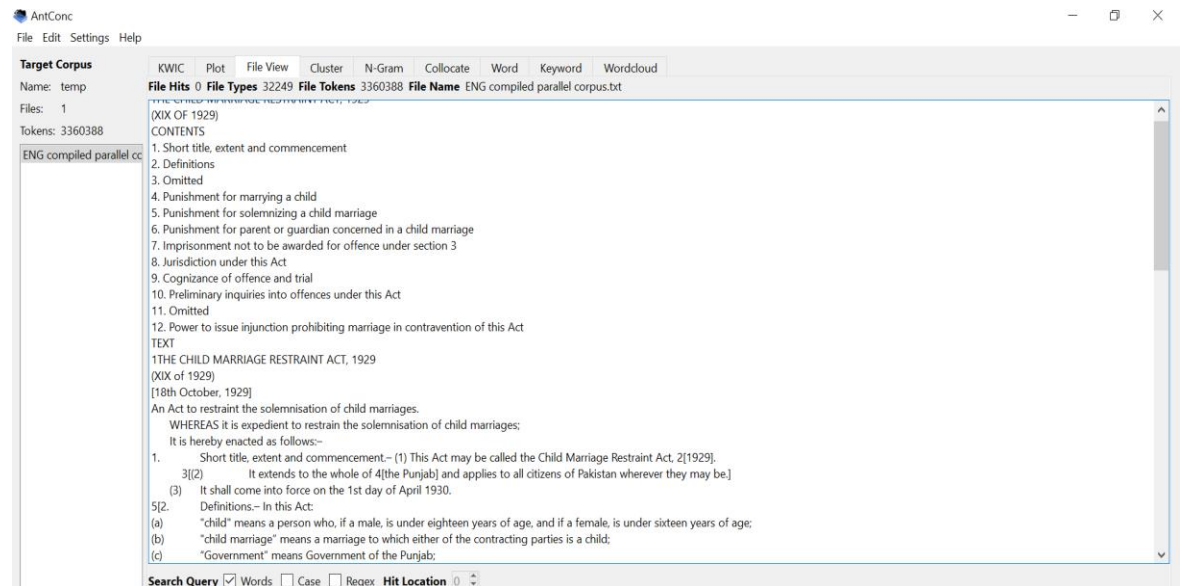 AntConc
File Edit Settings Help
Target Corpus
Name: temp
Files: 1
Tokens: 3360388
ENG compiled parallel cc
KWIC Plot File View Cluster N-Gram Collocate Word Keyword Wordcloud
File Hits 0 File Types 32249 File Tokens 3360388 File Name ENG compiled parallel corpus.txt
THE CHILD MARRIAGE RESTRAINT ACT, 1929
(XIX OF 1929)
CONTENTS
1. Short title, extent and commencement
2. Definitions
3. Omitted
4. Punishment for marrying a child
5. Punishment for solemnizing a child marriage
6. Punishment for parent or guardian concerned in a child marriage
7. Imprisonment not to be awarded for offence under section 3
8. Jurisdiction under this Act
9. Cognizance of offence and trial
10. Preliminary inquiries into offences under this Act
11. Omitted
12. Power to issue injunction prohibiting marriage in contravention of this Act
TEXT
1THE CHILD MARRIAGE RESTRAINT ACT, 1929
(XIX of 1929)
[18th October, 1929]
An Act to restraint the solemnisation of child marriages.
WHEREAS it is expedient to restrain the solemnisation of child marriages;
It is hereby enacted as follows:–
1. Short title, extent and commencement.– (1) This Act may be called the Child Marriage Restraint Act, 2[1929].
3[(2) It extends to the whole of 4[the Punjab] and applies to all citizens of Pakistan wherever they may be.]
(3) It shall come into force on the 1st day of April 1930.
5[2. Definitions.– In this Act:
(a) "child" means a person who, if a male, is under eighteen years of age, and if a female, is under sixteen years of age;
(b) "child marriage" means a marriage to which either of the contracting parties is a child;
(c) "Government" means Government of the Punjab;
Search Query Words Case Regex Hit Location 0